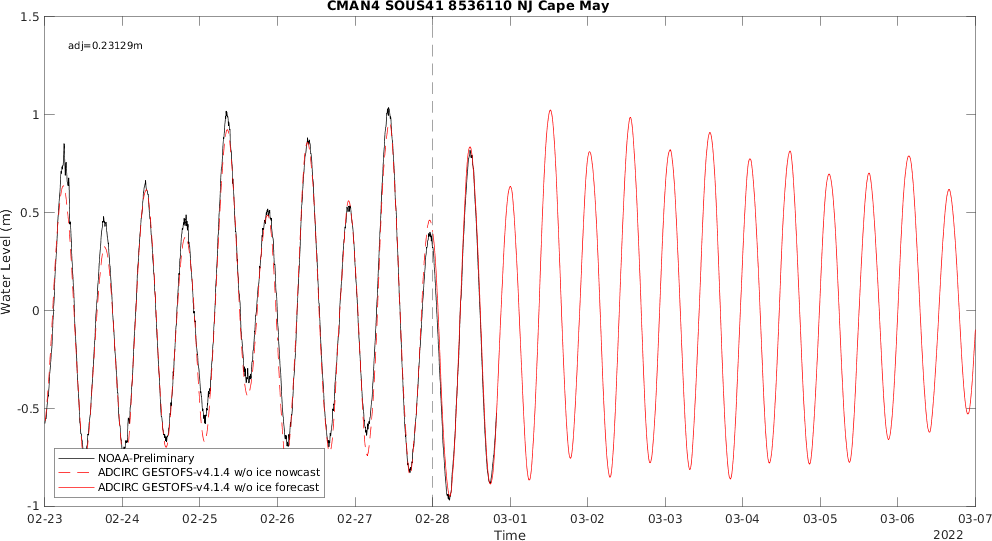 CMAN4 SOUS41 8536110 NJ Cape May
adj=0.23129m
1.5
1
0.5
0
-0.5
-1
Water Level (m)
NOAA-Preliminary
ADCIRC GESTOFS-v4.1.4 w/o ice nowcast
ADCIRC GESTOFS-v4.1.4 w/o ice forecast
02-23 02-24 02-25 02-26 02-27 02-28 03-01 03-02 03-03 03-04 03-05 03-06 03-07
Time
2022